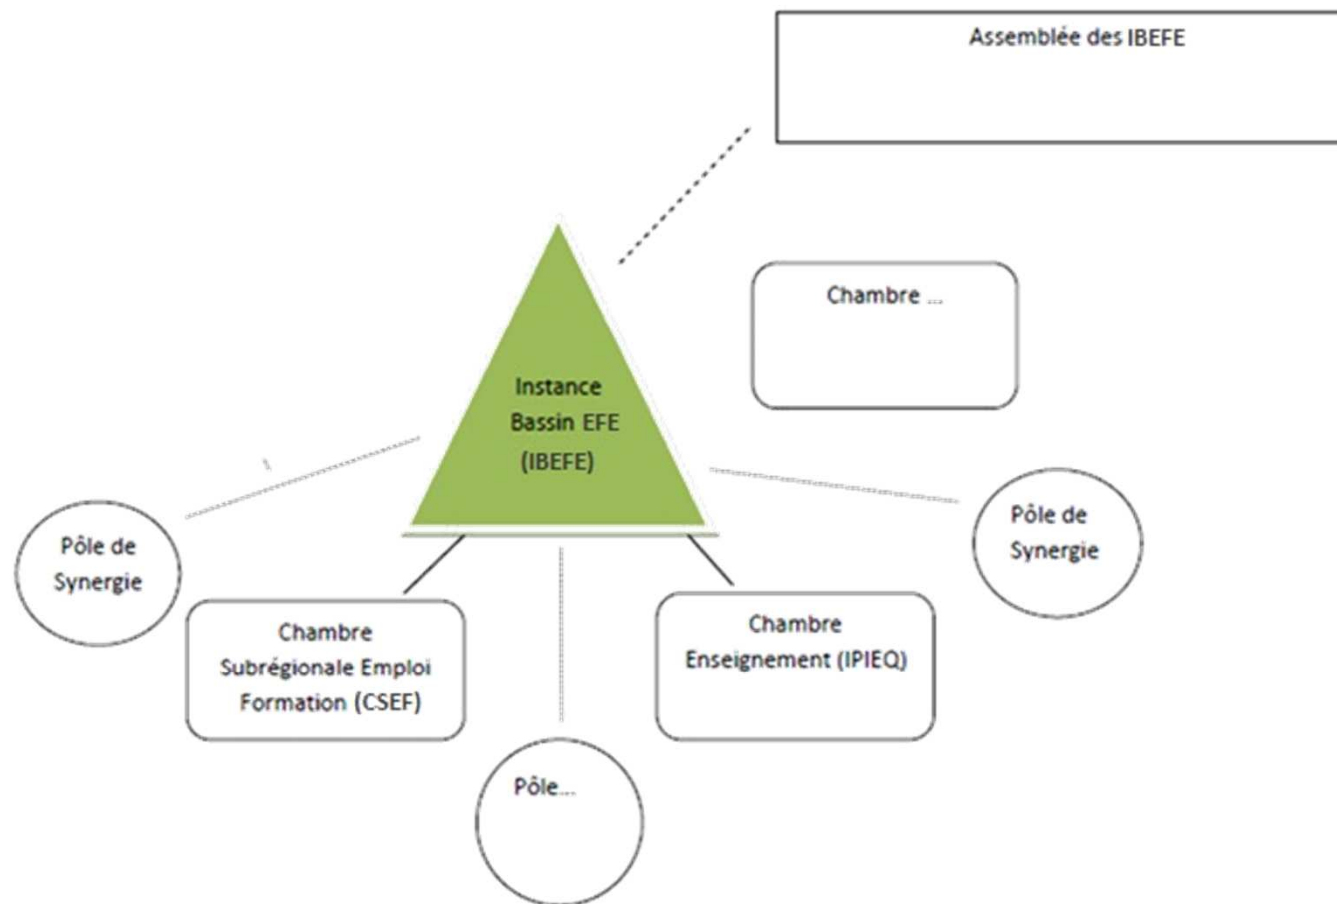 Assemblée des IBEFE
Chambre ...
Instance
Bassin EFE
(IBEFE)
Pôle de
Synergie
Pôle de
Synergie
Chambre
Subrégionale Emploi
Formation (CSEF)
Chambre
Enseignement (IPIEQ)
Pôle...